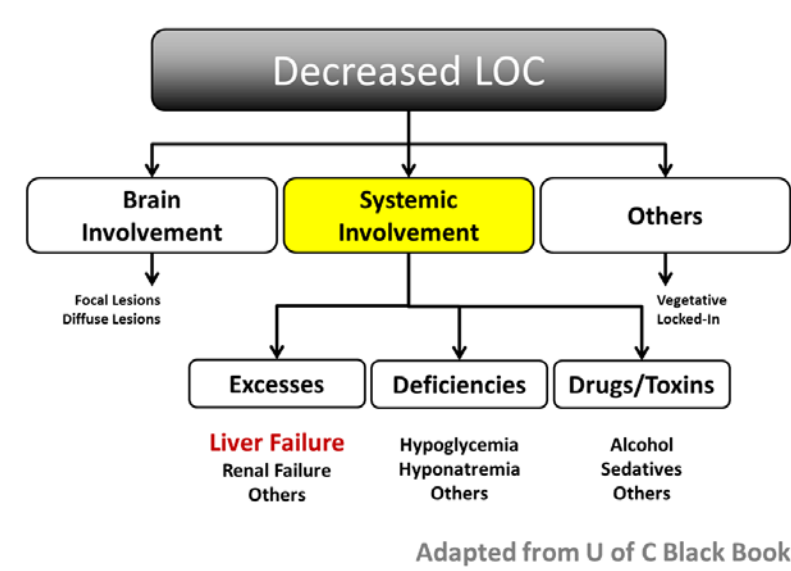 Decreased LOC
Brain
Involvement
Systemic
Involvement
Others
Focal Lesions
Diffuse Lesions
Vegetative
Locked-In
Excesses
Deficiencies
Drugs/Toxins
Liver Failure
Renal Failure
Others
Hypoglycemia
Hyponatremia
Others
Alcohol
Sedatives
Others
Adapted from U of C Black Book